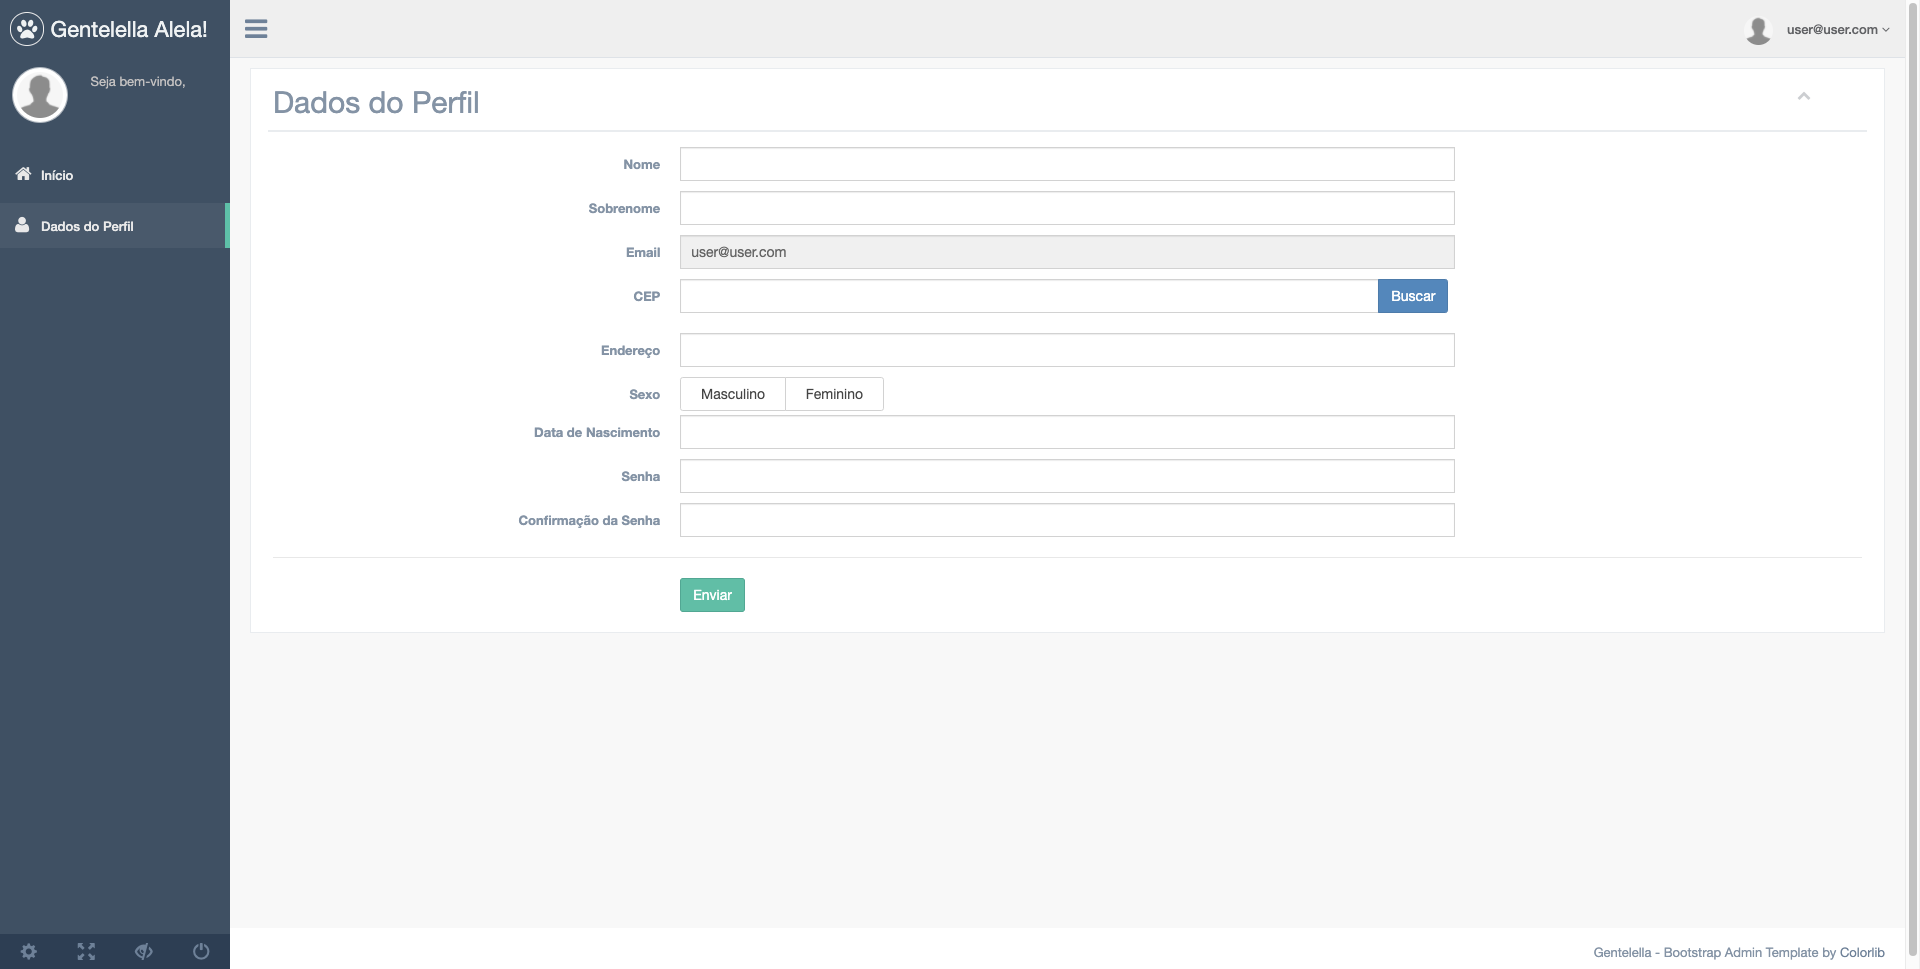 Gentelella Alela!
Seja bem-vindo,
Início
Dados do Perfil
user@user.com
Dados do Perfil
Nome
Sobrenome
Email user@user.com
CEP Buscar
Endereço
Sexo Masculino Feminino
Data de Nascimento
Senha
Confirmação da Senha
Enviar
Gentelella - Bootstrap Admin Template by Colorlib